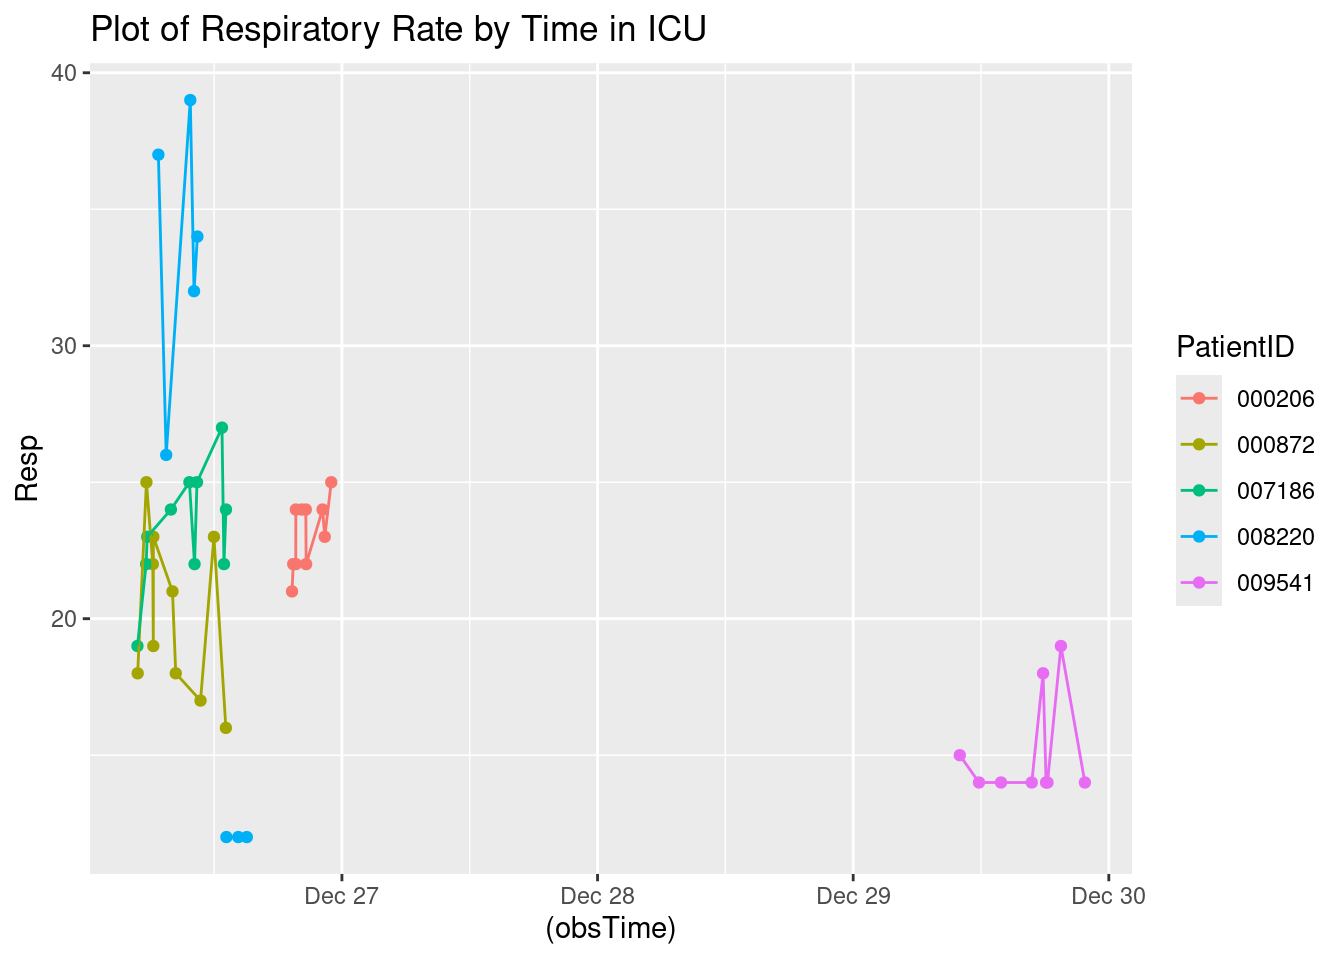 Plot of Respiratory Rate by Time in ICU
40
30
20
Resp
Dec 27
Dec 28
Dec 29
Dec 30
(obsTime)
PatientID
000206
000872
007186
008220
009541